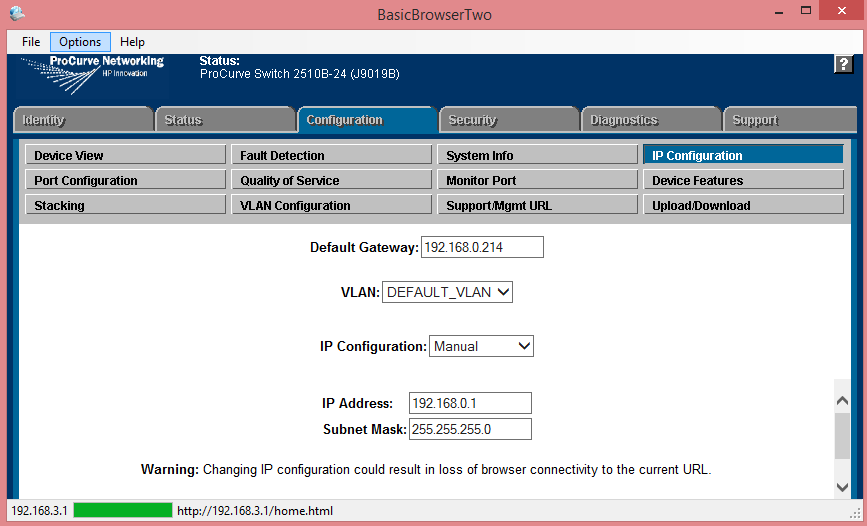 BasicBrowserTwo
File Options Help
ProCurve Networking
HP Innovation
Status:
ProCurve Switch 2510B-24 (J9019B)
?
Identity Status Configuration Security Diagnostics Support
Device View Fault Detection System Info IP Configuration
Port Configuration Quality of Service Monitor Port Device Features
Stacking VLAN Configuration Support/Mgmt URL Upload/Download
Default Gateway: 192.168.0.214
VLAN: DEFAULT_VLAN
IP Configuration: Manual
IP Address: 192.168.0.1
Subnet Mask: 255.255.255.0
Warning: Changing IP configuration could result in loss of browser connectivity to the current URL.
192.168.3.1 http://192.168.3.1/home.html